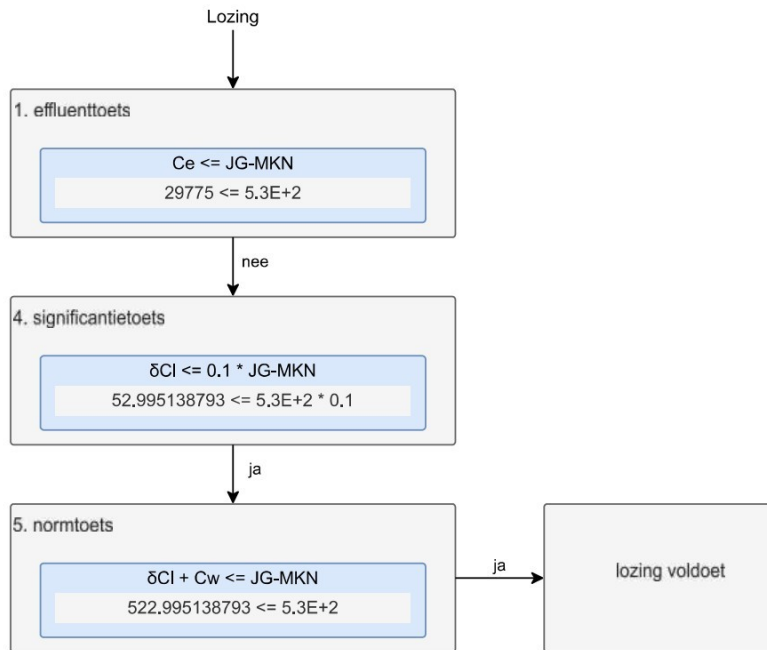 Lozing
1. effluenttoets
Ce <= JG-MKN
29775 <= 5.3E+2
nee
4. significantietoets
δCl <= 0.1 * JG-MKN
52.995138793 <= 5.3E+2 * 0.1
ja
5. normtoets
δCl + Cw <= JG-MKN
522.995138793 <= 5.3E+2
ja
lozing voldoet